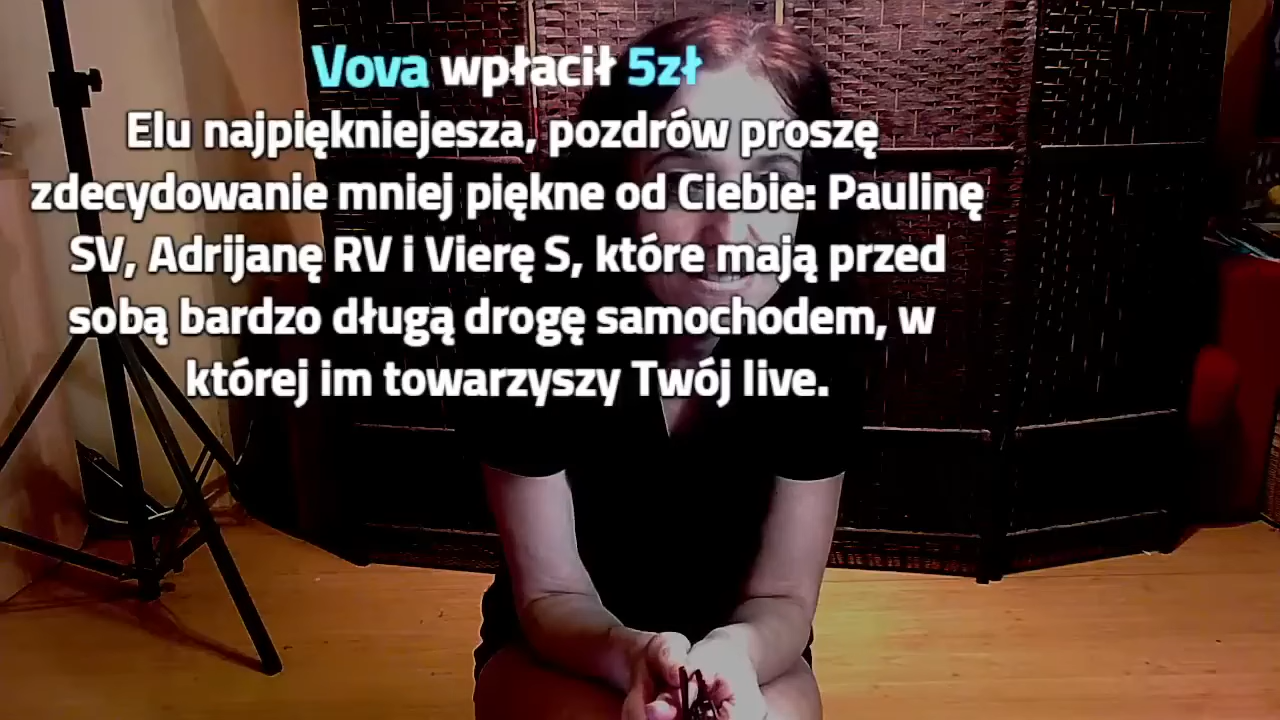 Vova wpłacił 5zł
Elu najpiękniejesza, pozdrów proszę
zdecydowanie mniej piękne od Ciebie: Paulinę
SV, Adrijanę RV i Vierę S, które mają przed
sobą bardzo długą drogę samochodem, w
której im towarzyszy Twój live.